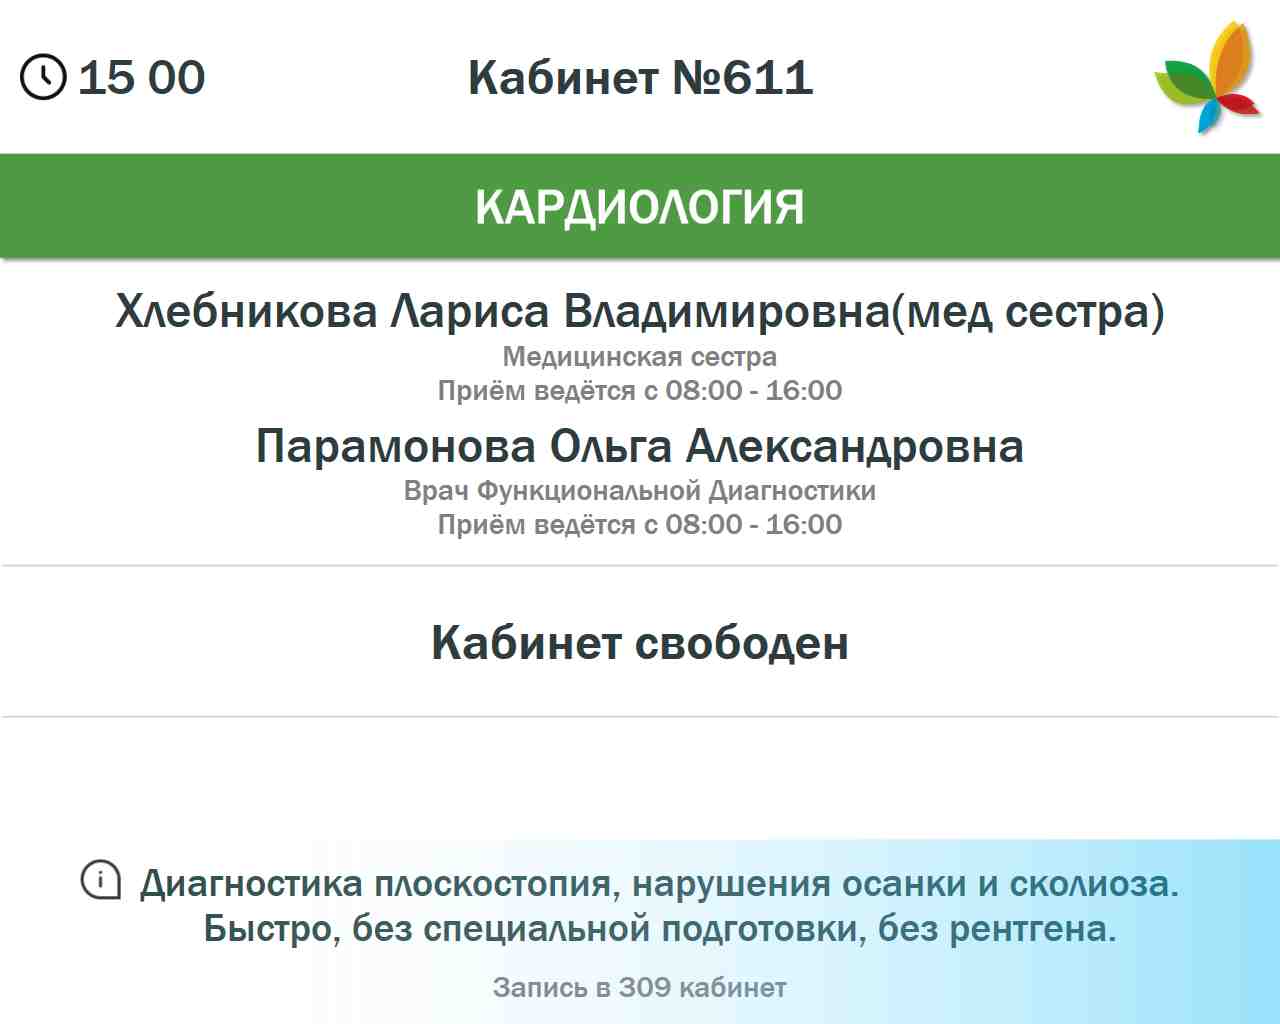 15 00
Кабинет №611
КАРДИОЛОГИЯ
Хлебникова Лариса Владимировна(мед сестра)
Медицинская сестра
Приём ведётся с 08:00 - 16:00
Парамонова Ольга Александровна
Врач Функциональной Диагностики
Приём ведётся с 08:00 - 16:00
Кабинет свободен
Диагностика плоскостопия, нарушения осанки и сколиоза.
Быстро, без специальной подготовки, без рентгена.
Запись в 309 кабинет